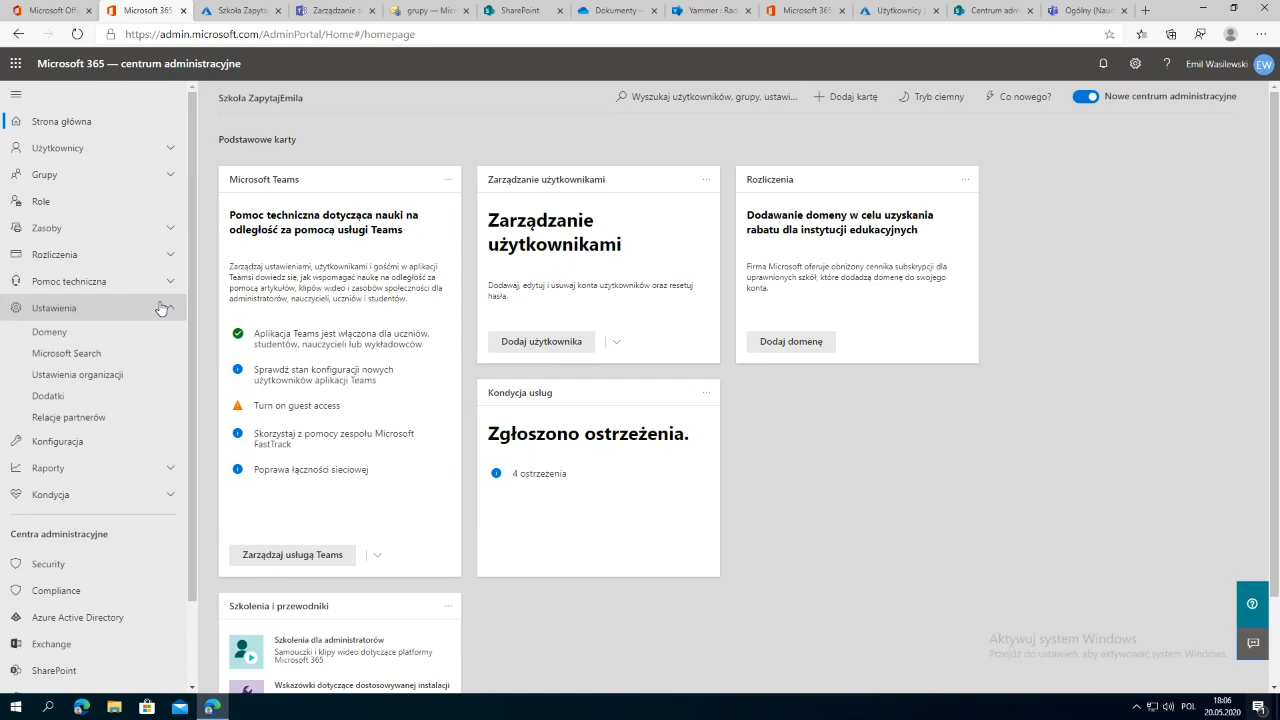 Microsoft Offi
Microsoft 365
Szkoła Zapytaj
Zarządzanie z
grupy — Micr
SharePoint
Dokumenty —
Yammer : Rad
Microsoft 365
Użytkownicy
Centrum adm
Ogólny (Nauc
https://admin.microsoft.com/AdminPortal/Home#/homepage
Microsoft 365 — centrum administracyjne
Emil Wasilewski
EW
Szkoła ZapytajEmila
Wyszukaj użytkowników, grupy, ustawi...
Dodaj kartę
Tryb ciemny
Co nowego?
Nowe centrum administracyjne
Strona główna
Użytkownicy
Grupy
Role
Zasoby
Rozliczenia
Pomoc techniczna
Ustawienia
Domeny
Microsoft Search
Ustawienia organizacji
Dodatki
Relacje partnerów
Konfiguracja
Raporty
Kondycja
Centra administracyjne
Security
Compliance
Azure Active Directory
Exchange
SharePoint
Podstawowe karty
Microsoft Teams
Pomoc techniczna dotycząca nauki na
odległość za pomocą usługi Teams
Zarządzaj ustawieniami, użytkownikami i gośćmi w aplikacji
Teamsi dowiedz się, jak wspomagać naukę na odległość za
pomocą artykułów, klipów wideo i zasobów społeczności dla
administratorów, nauczycieli, uczniów i studentów.
Aplikacja Teams jest włączona dla uczniów,
studentów, nauczycieli lub wykładowców
Sprawdź stan konfiguracji nowych
użytkowników aplikacji Teams
Turn on guest access
Skorzystaj z pomocy zespołu Microsoft
FastTrack
Poprawa łączności sieciowej
Zarządzaj usługą Teams
Zarządzanie użytkownikami
Zarządzanie
użytkownikami
Dodawaj, edytuj i usuwaj konta użytkowników oraz resetuj
hasła.
Dodaj użytkownika
Rozliczenia
Dodawanie domeny w celu uzyskania
rabatu dla instytucji edukacyjnych
Firma Microsoft oferuje obniżony cennika subskrypcji dla
uprawnionych szkół, które dodadzą domenę do swojego
konta.
Dodaj domenę
Kondycja usług
Zgłoszono ostrzeżenia.
4 ostrzeżenia
Szkolenia i przewodniki
Szkolenia dla administratorów
Samouczki i klipy wideo dotyczące platformy
Microsoft 365
Wskazówki dotyczące dostosowywanej instalacji
Aktywuj system Windows
Przejdź do ustawień, aby aktywować system Windows.
POL
18:06
20.05.2020
1